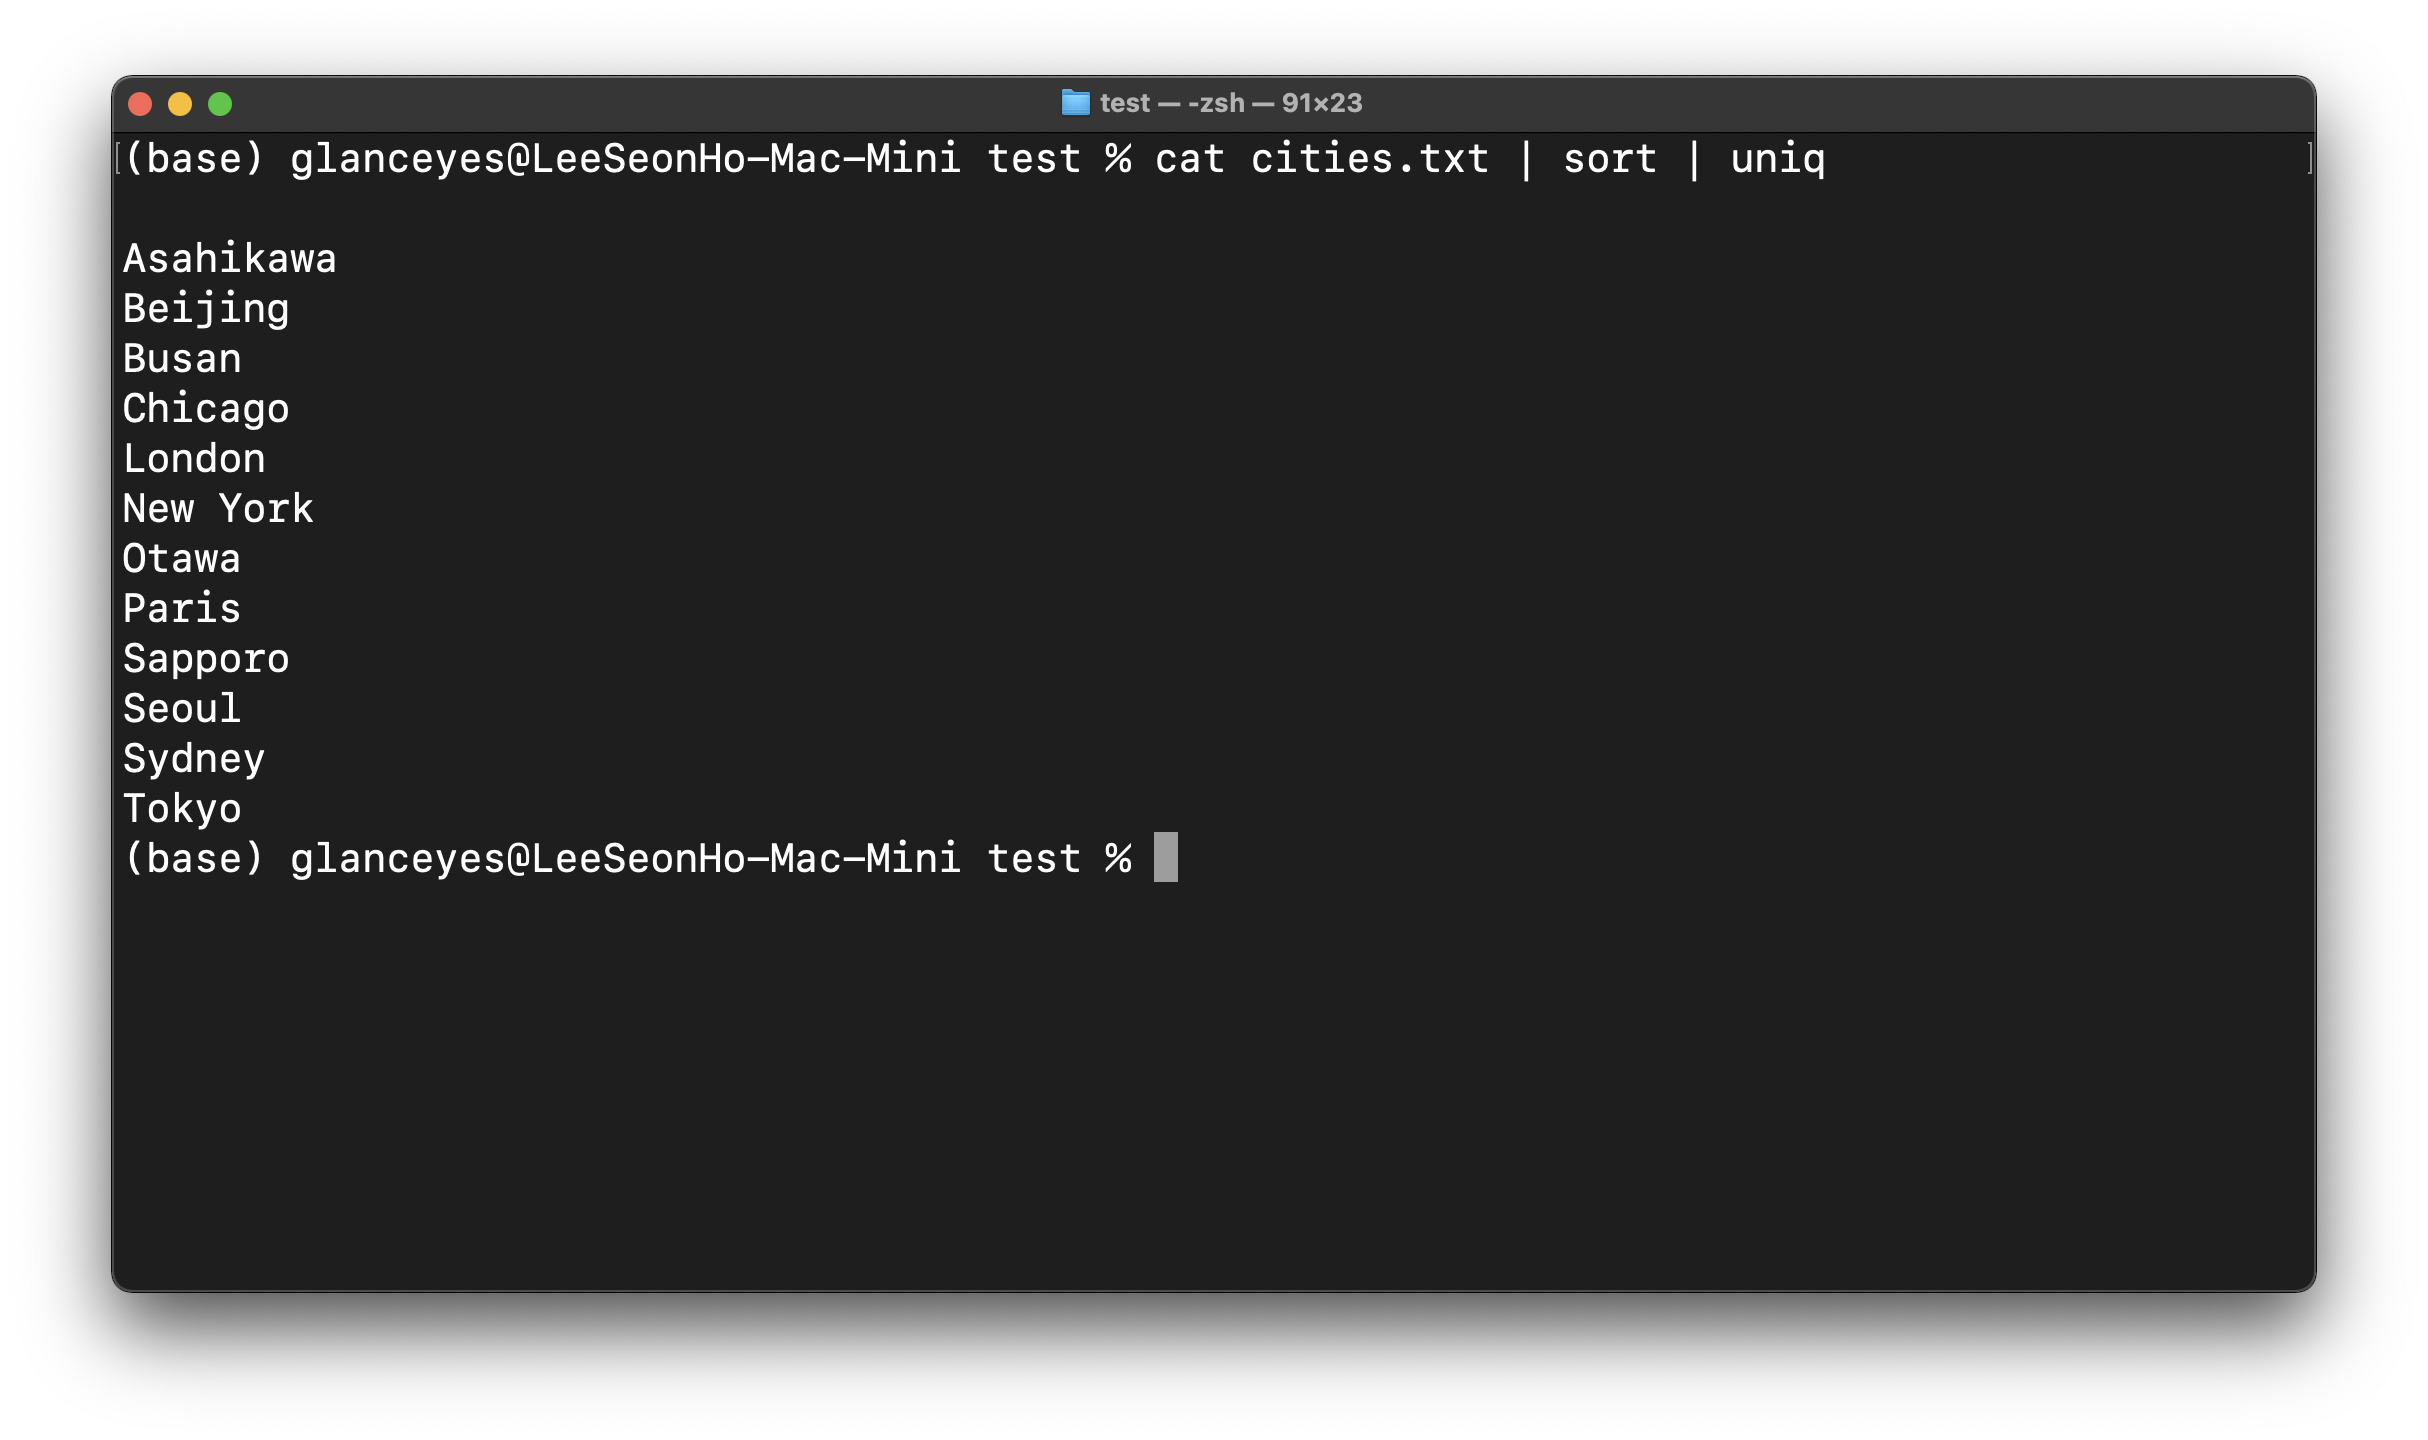 test — -zsh — 91×23
(base) glanceyes@LeeSeonHo-Mac-Mini test % cat cities.txt | sort | uniq
Asahikawa
Beijing
Busan
Chicago
London
New York
Otawa
Paris
Sapporo
Seoul
Sydney
Tokyo
(base) glanceyes@LeeSeonHo-Mac-Mini test %